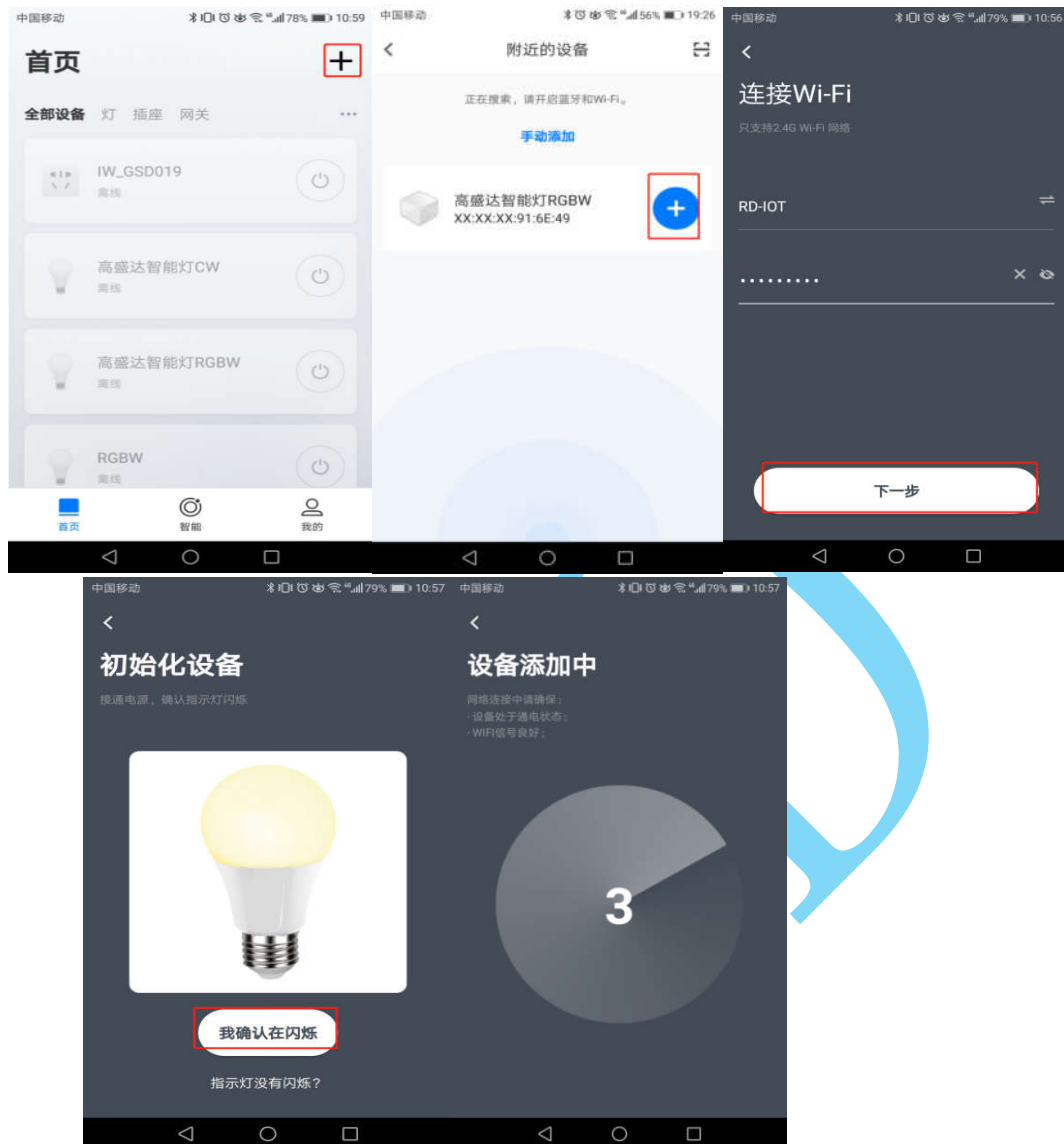 中国移动
78%
10:59
首页
全部设备 灯 插座 网关 ...
IW_GSD019
离线
高盛达智能灯CW
离线
高盛达智能灯RGBW
离线
RGBW
离线
首页 智能 我的
中国移动
56%
19:26
附近的设备
正在搜索，请开启蓝牙和Wi-Fi。
手动添加
高盛达智能灯RGBW
XX:XX:XX:91:6E:49
中国移动
79%
10:56
连接Wi-Fi
只支持2.4G Wi-Fi 网络
RD-IOT
.........
下一步
中国移动
79%
10:57
初始化设备
接通电源，确认指示灯闪烁
我确认在闪烁
指示灯没有闪烁？
中国移动
79%
10:57
设备添加中
网络连接中请确保：
·设备处于通电状态；
·WIFI信号良好；
3